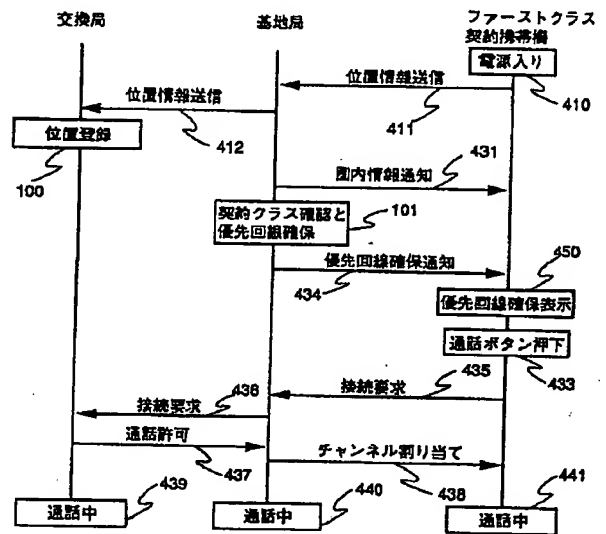 交換局
基地局
ファーストクラス
契約携帯機
電源入り
410
位置情報送信
411
位置情報送信
412
位置登録
100
圏内情報通知
431
契約クラス確認と
優先回線確保
101
優先回線確保通知
434
450
優先回線確保表示
通話ボタン押下
433
接続要求
435
接続要求
438
通話許可
437
チャンネル割り当て
438
通話中
439
通話中
440
通話中
441